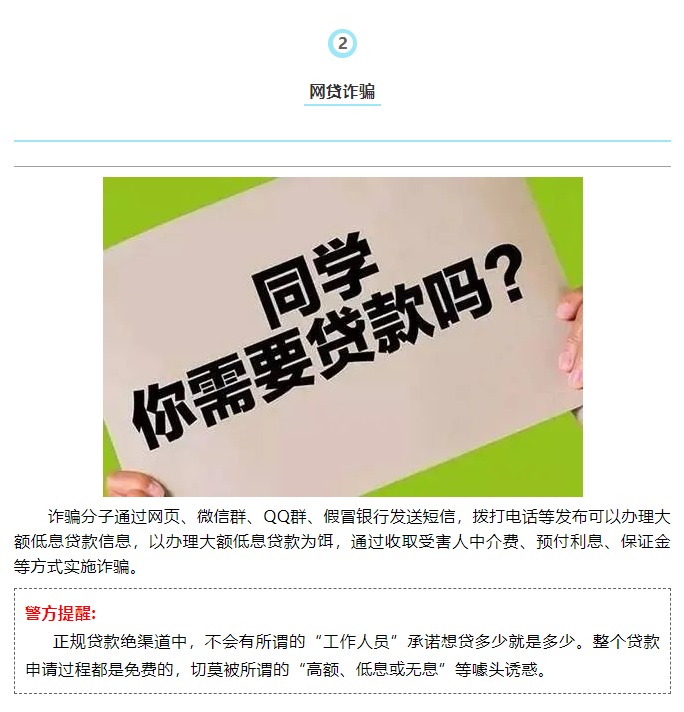 2
网贷诈骗
同学
你需要贷款吗?
诈骗分子通过网页、微信群、QQ群、假冒银行发送短信，拨打电话等发布可以办理大
额低息贷款信息，以办理大额低息贷款为饵，通过收取受害人中介费、预付利息、保证金
等方式实施诈骗。
警方提醒:
正规贷款绝渠道中，不会有所谓的“工作人员”承诺想贷多少就是多少。整个贷款
申请过程都是免费的，切莫被所谓的“高额、低息或无息”等噱头诱惑。